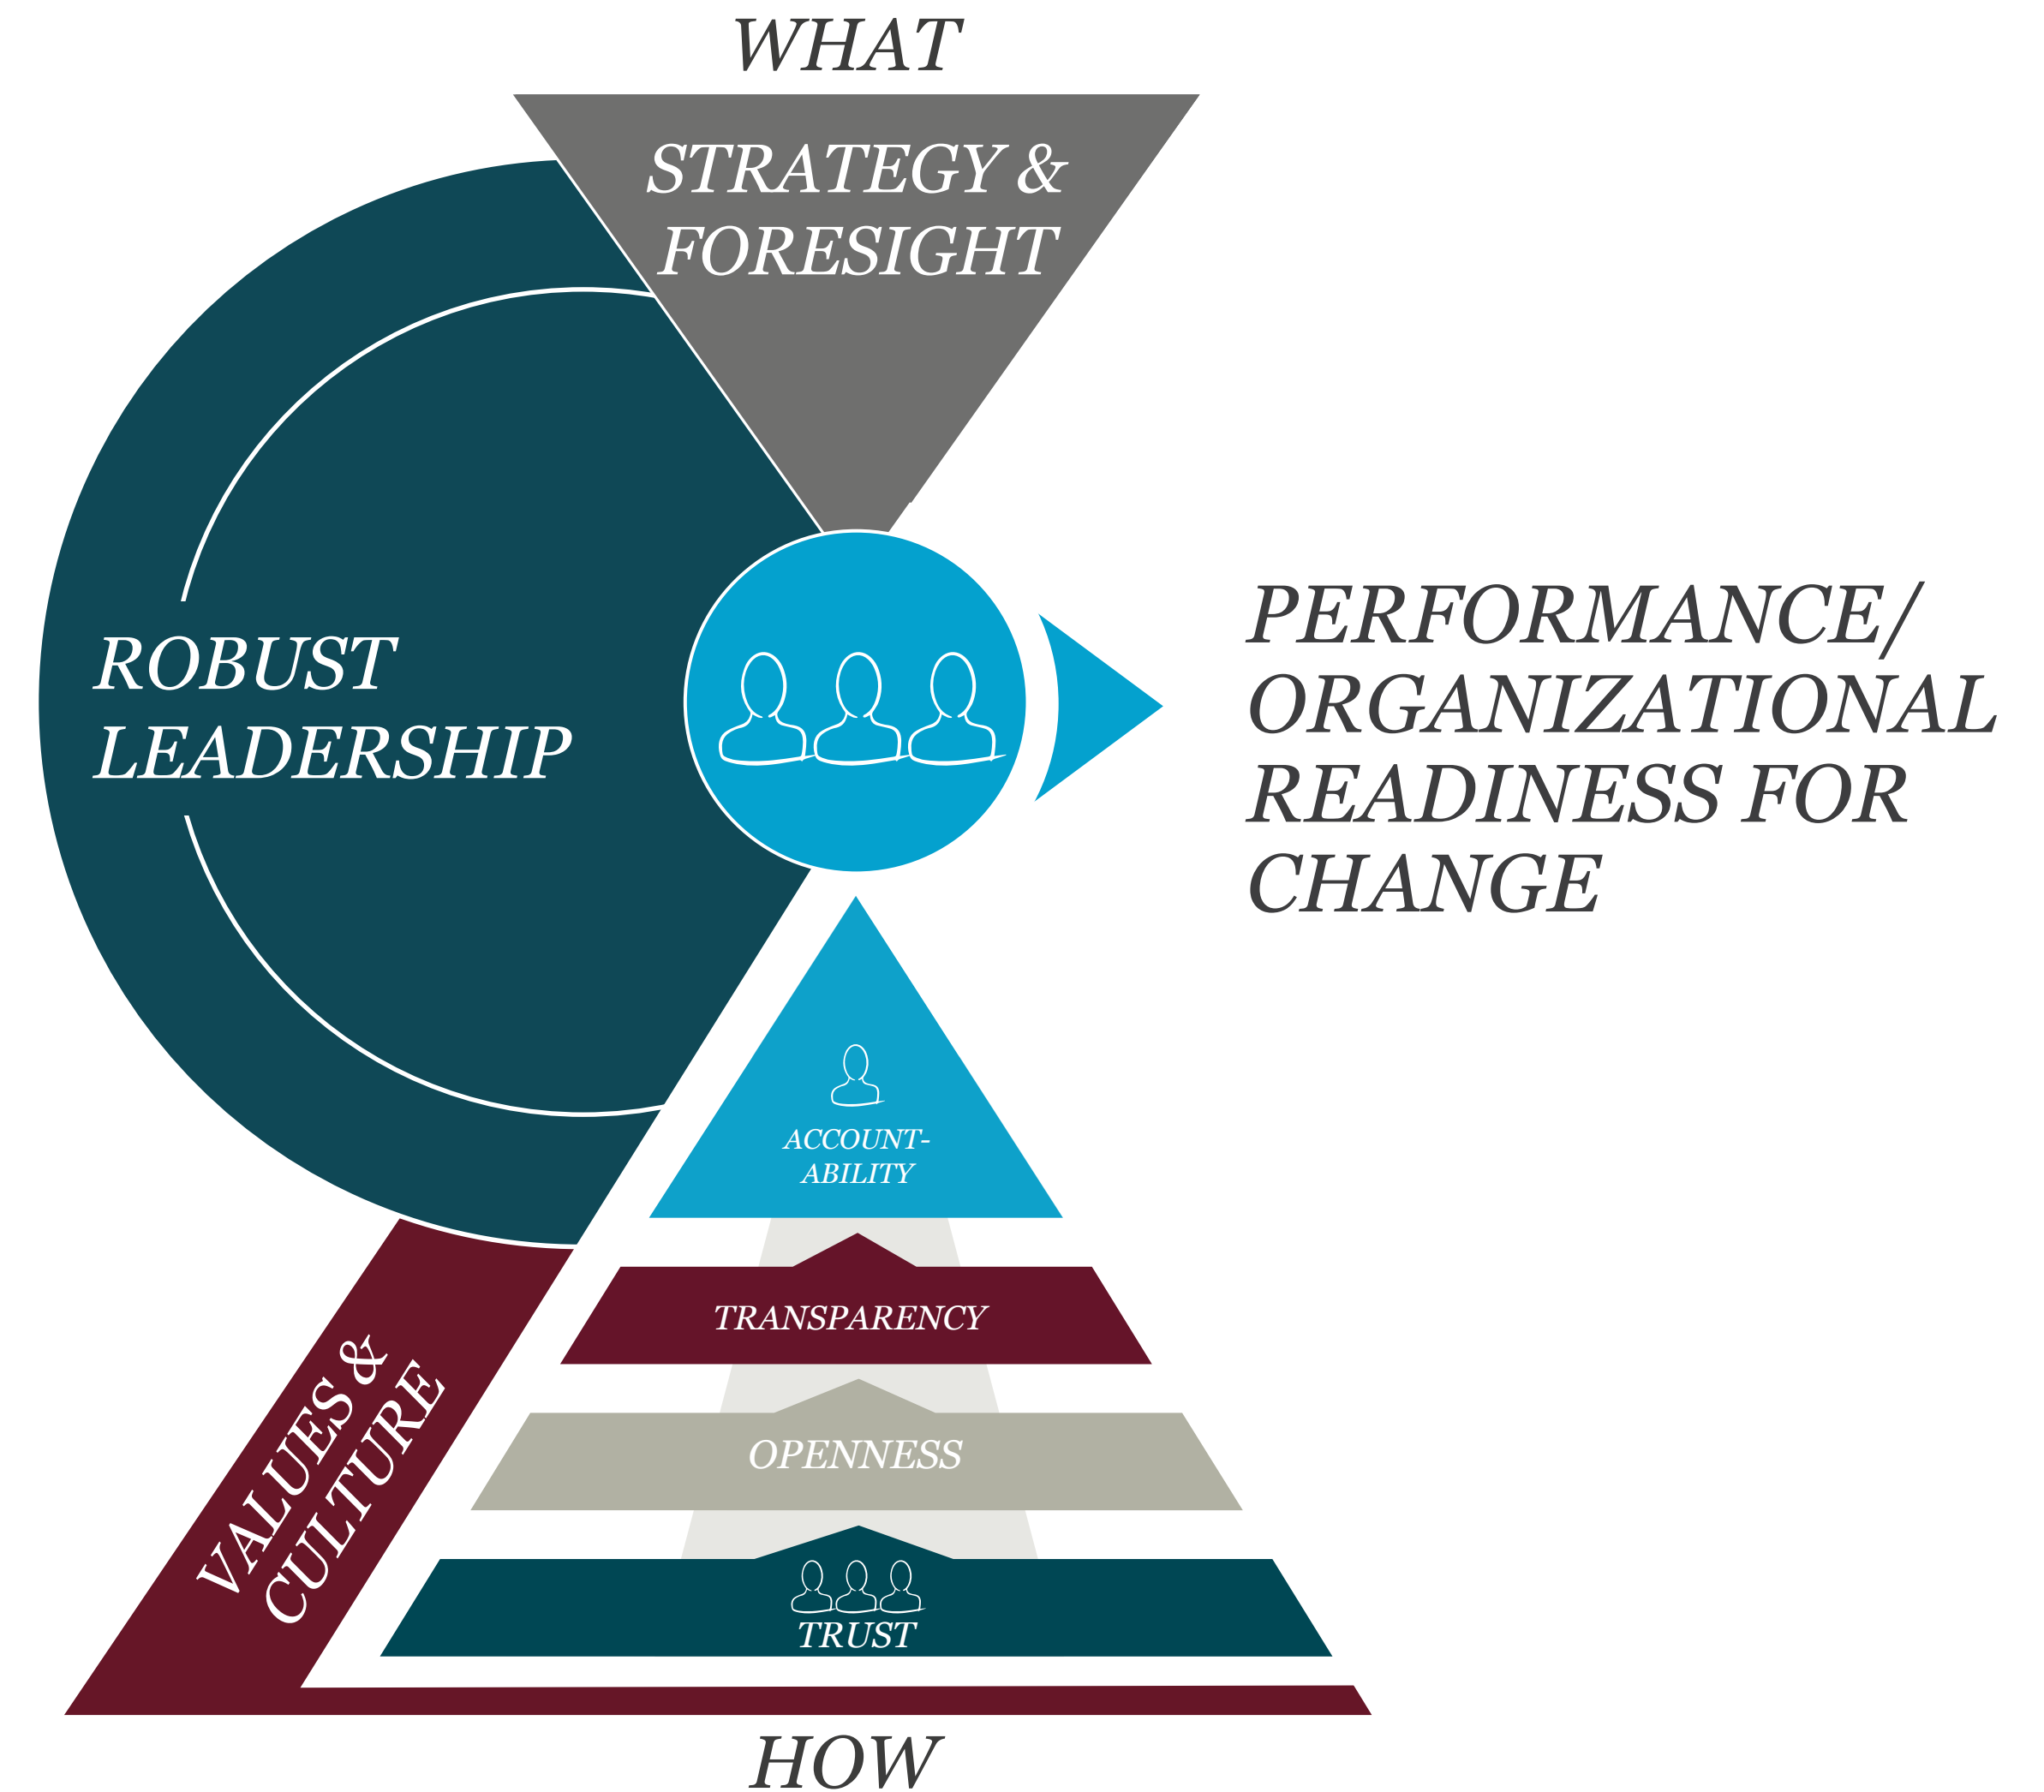 WHAT
STRATEGY &
FORESIGHT
ROBUST
LEADERSHIP
PERFORMANCE/
ORGANIZATIONAL
READINESS FOR
CHANGE
ACCOUNT-
ABILITY
TRANSPARENCY
OPENNESS
TRUST
VALUES &
CULTURE
HOW